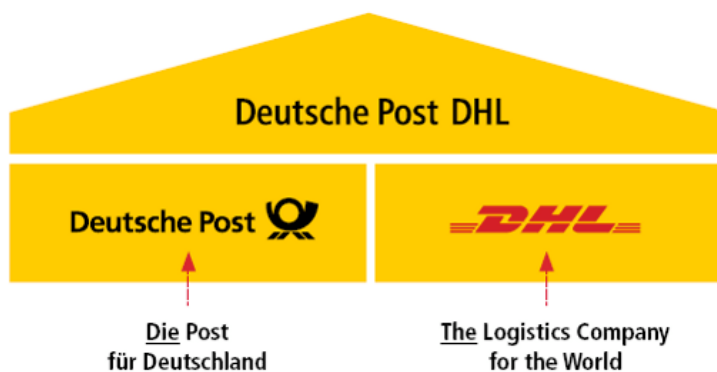 Deutsche Post DHL
Deutsche Post
DHL
Die Post
für Deutschland
The Logistics Company
for the World